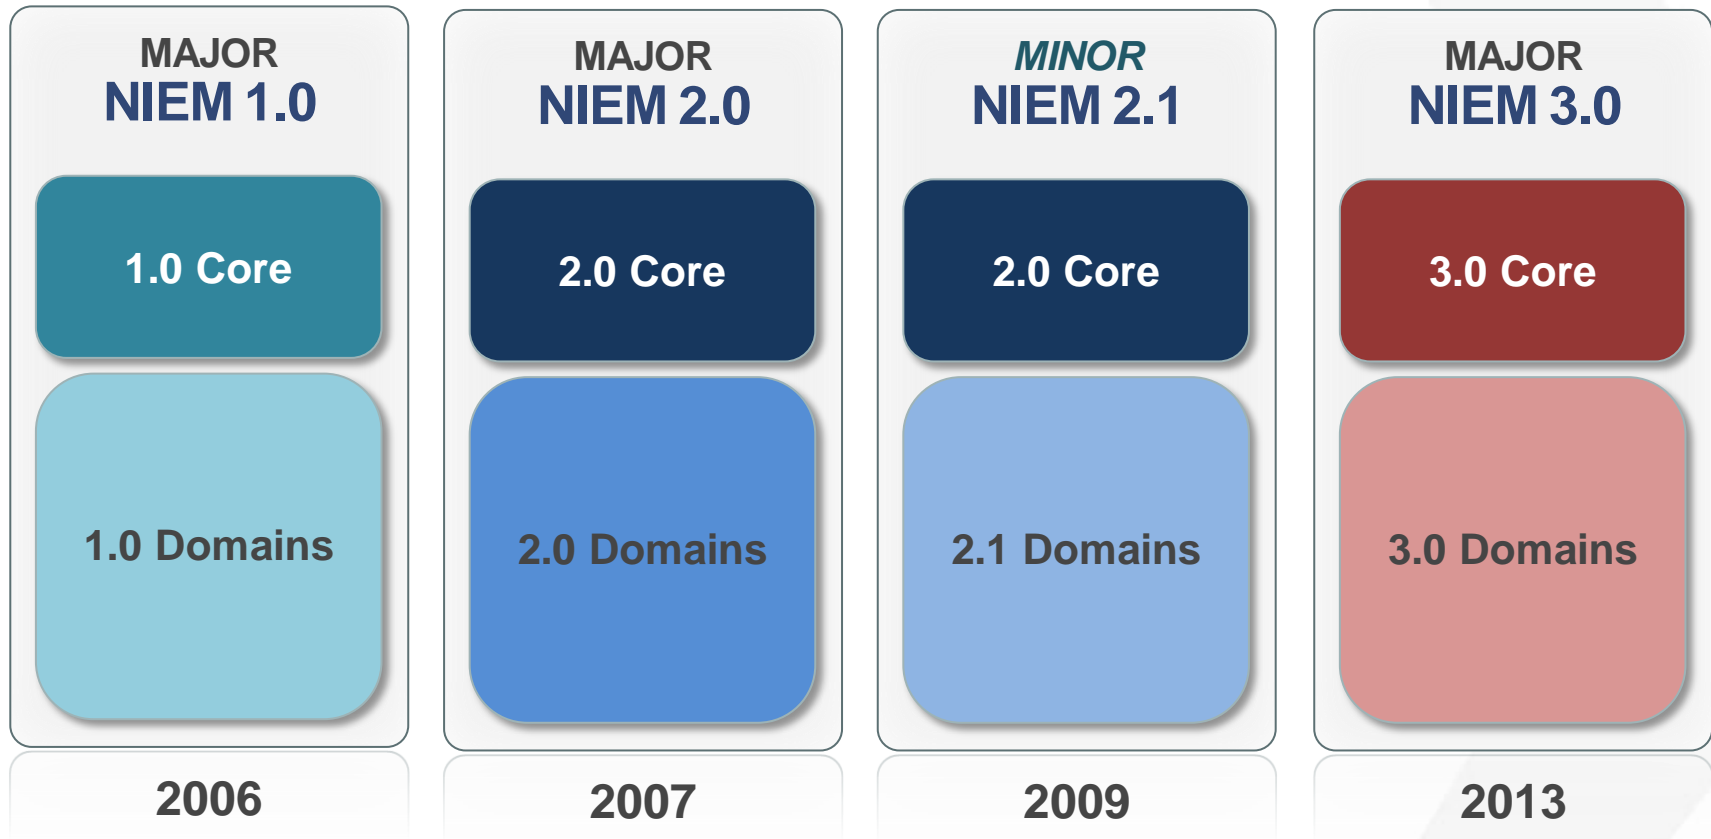 MAJOR
NIEM 1.0
1.0 Core
1.0 Domains
2006
MAJOR
NIEM 2.0
2.0 Core
2.0 Domains
2007
MINOR
NIEM 2.1
2.0 Core
2.1 Domains
2009
MAJOR
NIEM 3.0
3.0 Core
3.0 Domains
2013